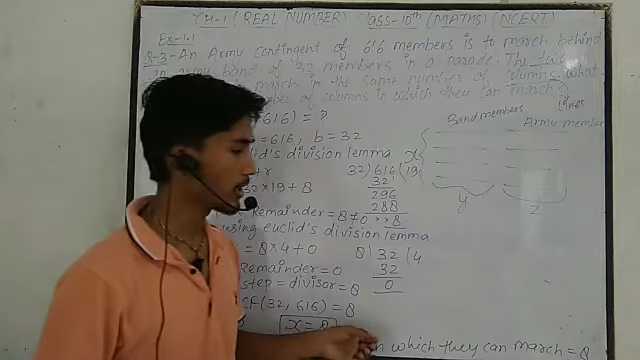 CH-1 (REAL NUMBER) Class-10th (MATHS) (NCERT)
Ex-1.1
Q-3- An Army contingent of 616 members is to march behind
an army band of 32 members in a parade. The two
march in the same number of columns. what
number of columns in which they can march?
616) = ?
= 616, b = 32
Euclid's division lemma
32×19+8
Remainder = 8 ≠ 0
using euclid's division lemma
= 8×4+0
Remainder = 0
step = divisor = 8
CF(32, 616) = 8
x = 8
32) 616 (19
32
296
288
8
8) 32 (4
32
0
Band members
Lines
Army member
x
y
z
in which they can march = 8